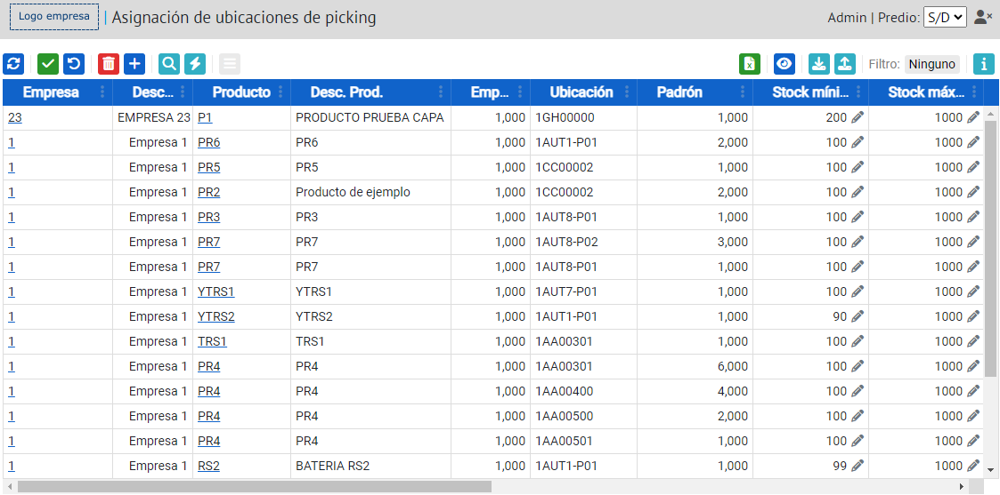 Logo empresa | Asignación de ubicaciones de picking Admin | Predio: S/D
Filtro: Ninguno
Empresa Desc... Producto Desc. Prod. Emp... Ubicación Padrón Stock míni... Stock máx...
23 EMPRESA 23 P1 PRODUCTO PRUEBA CAPA 1,000 1GH00000 1,000 200 1000
1 Empresa 1 PR6 PR6 1,000 1AUT1-P01 2,000 100 1000
1 Empresa 1 PR5 PR5 1,000 1CC00002 1,000 100 1000
1 Empresa 1 PR2 Producto de ejemplo 1,000 1CC00002 2,000 100 1000
1 Empresa 1 PR3 PR3 1,000 1AUT8-P01 1,000 100 1000
1 Empresa 1 PR7 PR7 1,000 1AUT8-P02 3,000 100 1000
1 Empresa 1 PR7 PR7 1,000 1AUT8-P01 1,000 100 1000
1 Empresa 1 YTRS1 YTRS1 1,000 1AUT7-P01 1,000 100 1000
1 Empresa 1 YTRS2 YTRS2 1,000 1AUT1-P01 1,000 90 1000
1 Empresa 1 TRS1 TRS1 1,000 1AA00301 1,000 100 1000
1 Empresa 1 PR4 PR4 1,000 1AA00301 6,000 100 1000
1 Empresa 1 PR4 PR4 1,000 1AA00400 4,000 100 1000
1 Empresa 1 PR4 PR4 1,000 1AA00500 2,000 100 1000
1 Empresa 1 PR4 PR4 1,000 1AA00501 1,000 100 1000
1 Empresa 1 RS2 BATERIA RS2 1,000 1AUT1-P01 1,000 99 1000